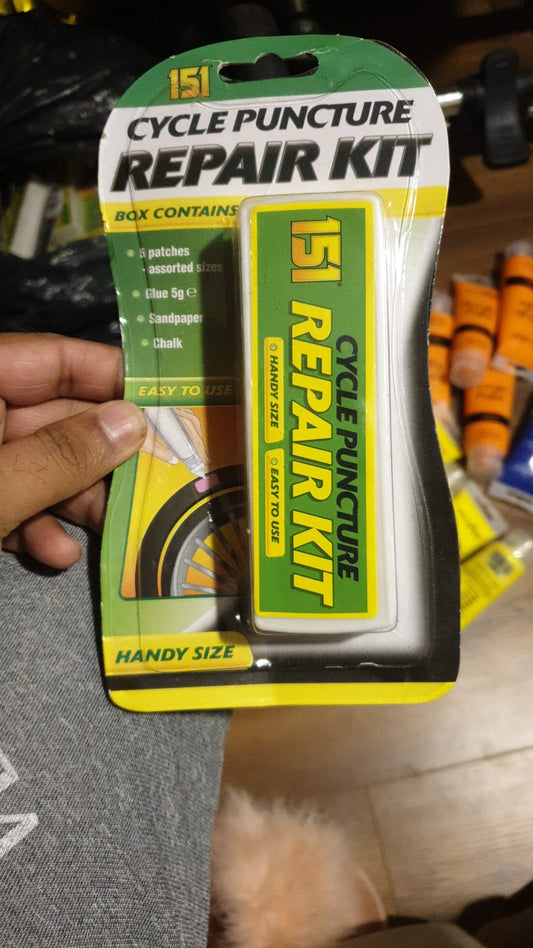 151
CYCLE PUNCTURE
REPAIR KIT
BOX CONTAINS
5 patches
- assorted sizes
Glue 5g ℮
Sandpaper
Chalk
EASY TO USE
HANDY SIZE
151
CYCLE PUNCTURE
REPAIR KIT
HANDY SIZE
EASY TO USE